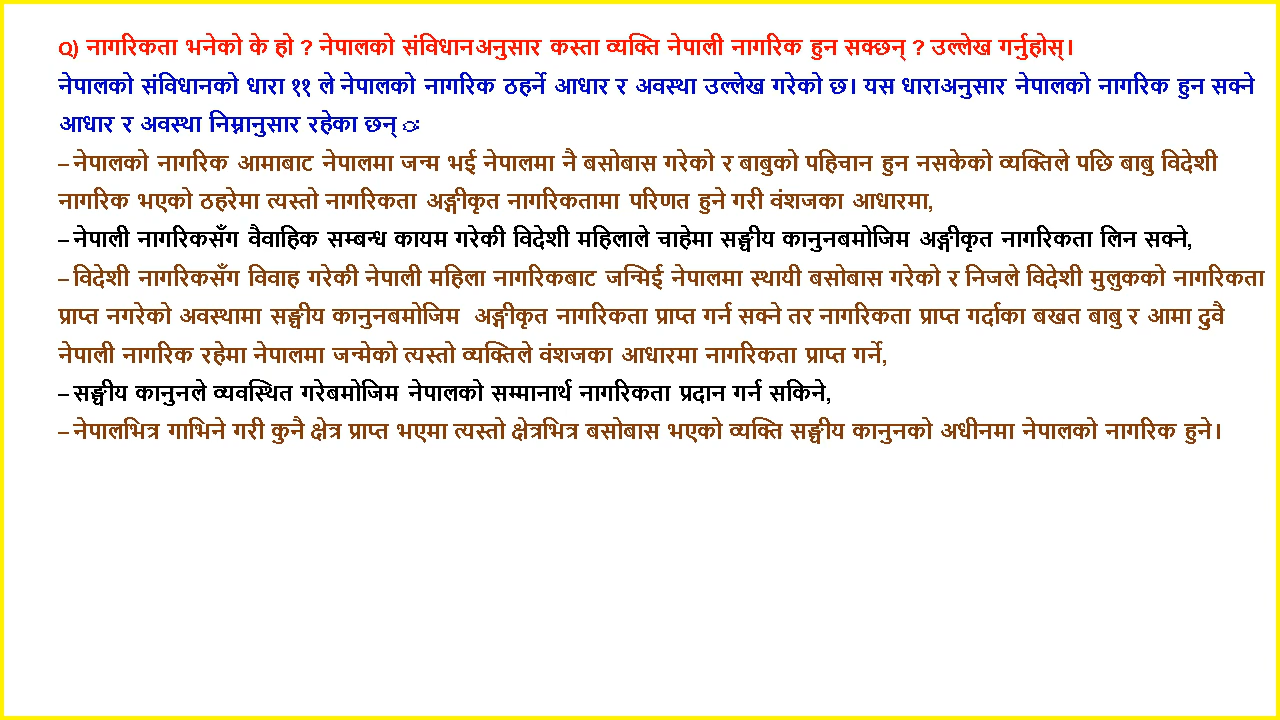 Q) नागरिकता भनेको के हो ? नेपालको संविधानअनुसार कस्ता व्यक्ति नेपाली नागरिक हुन सक्छन् ? उल्लेख गर्नुहोस्।
नेपालको संविधानको धारा ११ ले नेपालको नागरिक ठहर्ने आधार र अवस्था उल्लेख गरेको छ। यस धाराअनुसार नेपालको नागरिक हुन सक्ने
आधार र अवस्था निम्नानुसार रहेका छन् ः
– नेपालको नागरिक आमाबाट नेपालमा जन्म भई नेपालमा नै बसोबास गरेको र बाबुको पहिचान हुन नसकेको व्यक्तिले पछि बाबु विदेशी
नागरिक भएको ठहरेमा त्यस्तो नागरिकता अङ्गीकृत नागरिकतामा परिणत हुने गरी वंशजका आधारमा,
– नेपाली नागरिकसँग वैवाहिक सम्बन्ध कायम गरेकी विदेशी महिलाले चाहेमा सङ्घीय कानुनबमोजिम अङ्गीकृत नागरिकता लिन सक्ने,
– विदेशी नागरिकसँग विवाह गरेकी नेपाली महिला नागरिकबाट जन्मिई नेपालमा स्थायी बसोबास गरेको र निजले विदेशी मुलुकको नागरिकता
प्राप्त नगरेको अवस्थामा सङ्घीय कानुनबमोजिम अङ्गीकृत नागरिकता प्राप्त गर्न सक्ने तर नागरिकता प्राप्त गर्दाका बखत बाबु र आमा दुवै
नेपाली नागरिक रहेमा नेपालमा जन्मेको त्यस्तो व्यक्तिले वंशजका आधारमा नागरिकता प्राप्त गर्ने,
– सङ्घीय कानुनले व्यवस्थित गरेबमोजिम नेपालको सम्मानार्थ नागरिकता प्रदान गर्न सकिने,
– नेपालभित्र गाभिने गरी कुनै क्षेत्र प्राप्त भएमा त्यस्तो क्षेत्रभित्र बसोबास भएको व्यक्ति सङ्घीय कानुनको अधीनमा नेपालको नागरिक हुने।